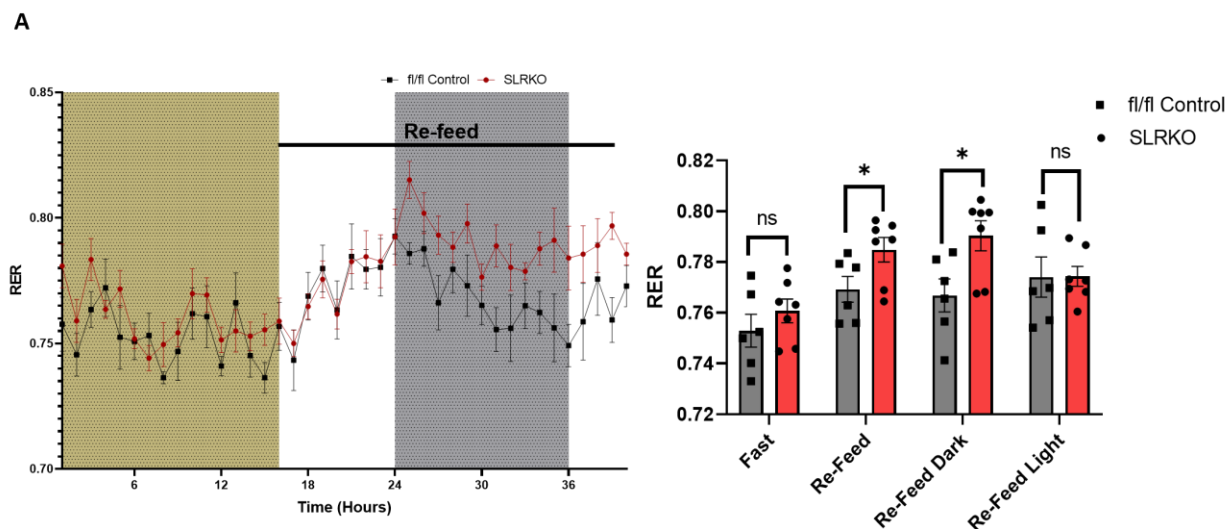 A
fl/fl Control SLRKO
0.85
0.80
0.75
0.70
RER
Re-feed
6 12 18 24 30 36
Time (Hours)
fl/fl Control
SLRKO
0.82
0.80
0.78
0.76
0.74
0.72
RER
ns
*
*
ns
Fast
Re-Feed
Re-Feed Dark
Re-Feed Light